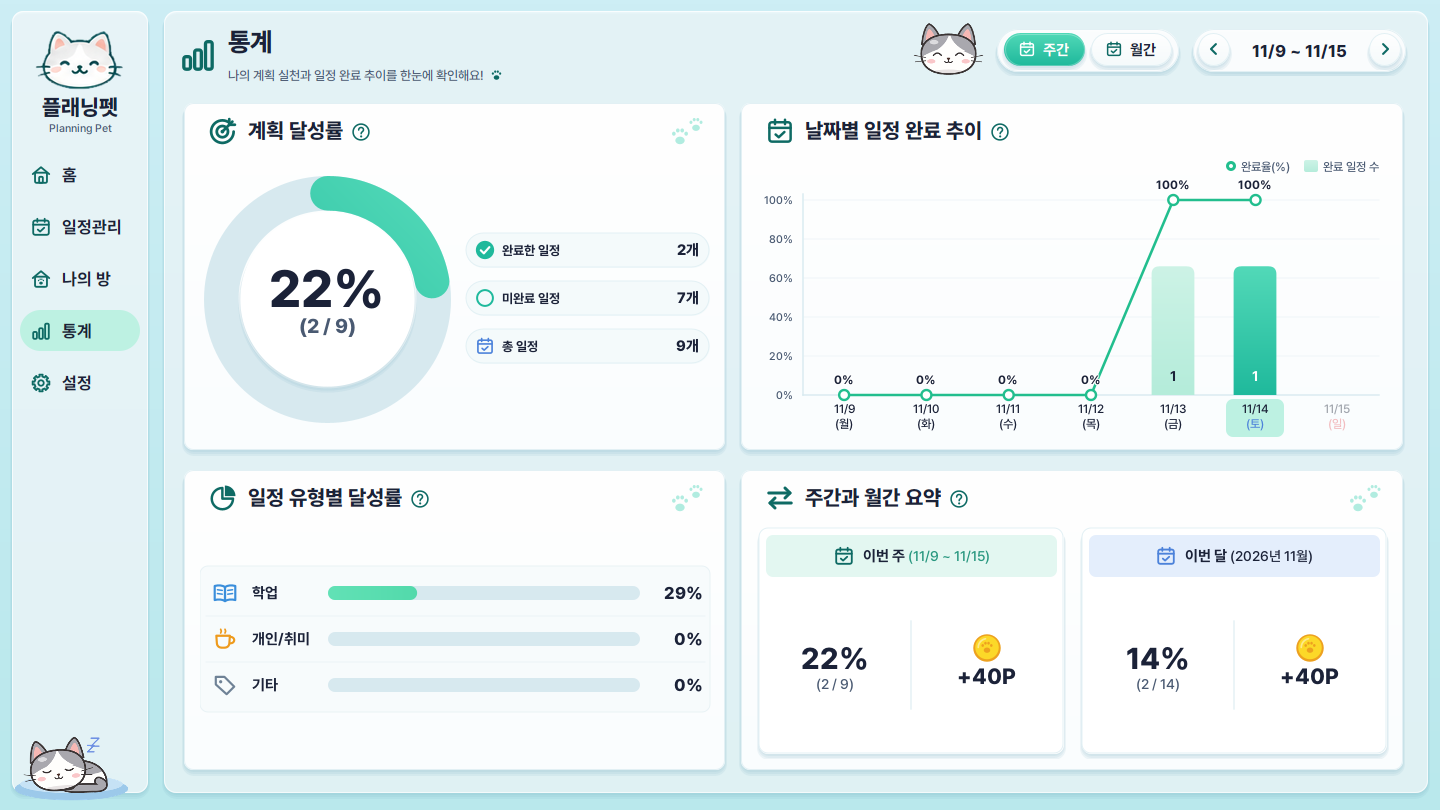 플래닝펫
Planning Pet
홈
일정관리
나의 방
통계
설정
Z
통계
나의 계획 실천과 일정 완료 추이를 한눈에 확인해요!
주간
월간
11/9 ~ 11/15
계획 달성률 ?
22%
(2 / 9)
완료한 일정 2개
미완료 일정 7개
총 일정 9개
날짜별 일정 완료 추이 ?
완료율(%) 완료 일정 수
100%
80%
60%
40%
20%
0%
0% 0% 0% 0% 100% 100%
1 1
11/9 11/10 11/11 11/12 11/13 11/14 11/15
(월) (화) (수) (목) (금) (토) (일)
일정 유형별 달성률 ?
학업 29%
개인/취미 0%
기타 0%
주간과 월간 요약 ?
이번 주 (11/9 ~ 11/15)
22%
(2 / 9)
+40P
이번 달 (2026년 11월)
14%
(2 / 14)
+40P